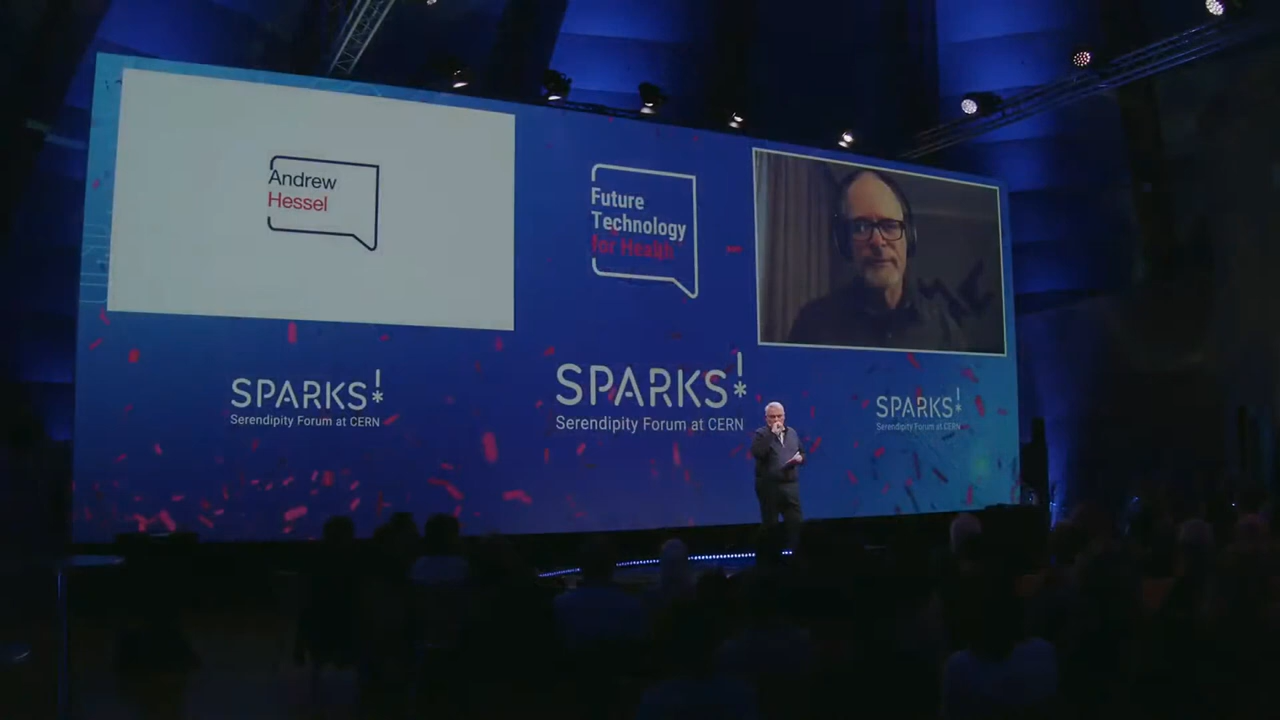 Andrew
Hessel
Future
Technology
for Health
SPARKS!
Serendipity Forum at CERN
SPARKS!
Serendipity Forum at CERN
SPARKS!
Serendipity Forum at CERN